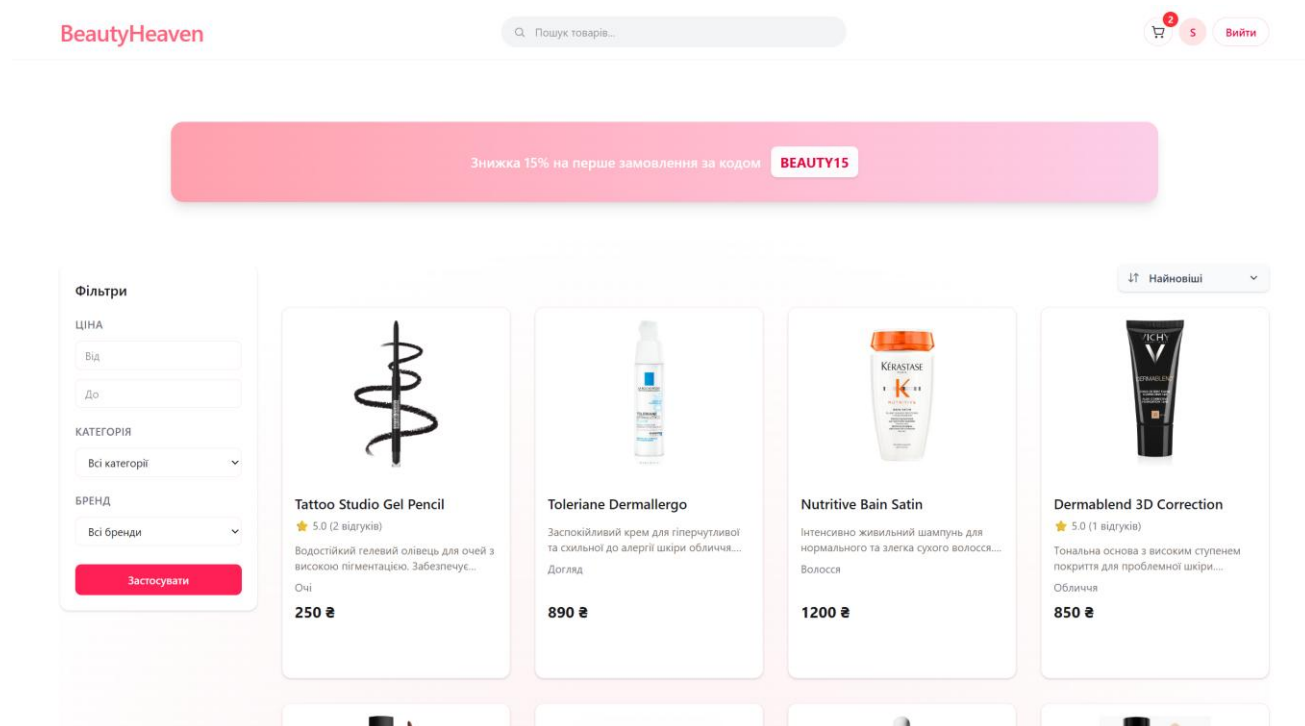 BeautyHeaven
Пошук товарів...
2
S
Вийти
Знижка 15% на перше замовлення за кодом BEAUTY15
Найновіші
Фільтри
ЦІНА
Від
До
КАТЕГОРІЯ
Всі категорії
БРЕНД
Всі бренди
Застосувати
Tattoo Studio Gel Pencil
5.0 (2 відгуків)
Водостійкий гелевий олівець для очей з
високою пігментацією. Забезпечує...
Очі
250 ₴
Toleriane Dermallergo
Заспокійливий крем для гіперчутливої
та схильної до алергії шкіри обличчя....
Догляд
890 ₴
KÉRASTASE
K
NUTRITIVE
Nutritive Bain Satin
Інтенсивно живильний шампунь для
нормального та злегка сухого волосся....
Волосся
1200 ₴
VICHY
DERMABLEND
Dermablend 3D Correction
5.0 (1 відгуків)
Тональна основа з високим ступенем
покриття для проблемної шкіри....
Обличчя
850 ₴